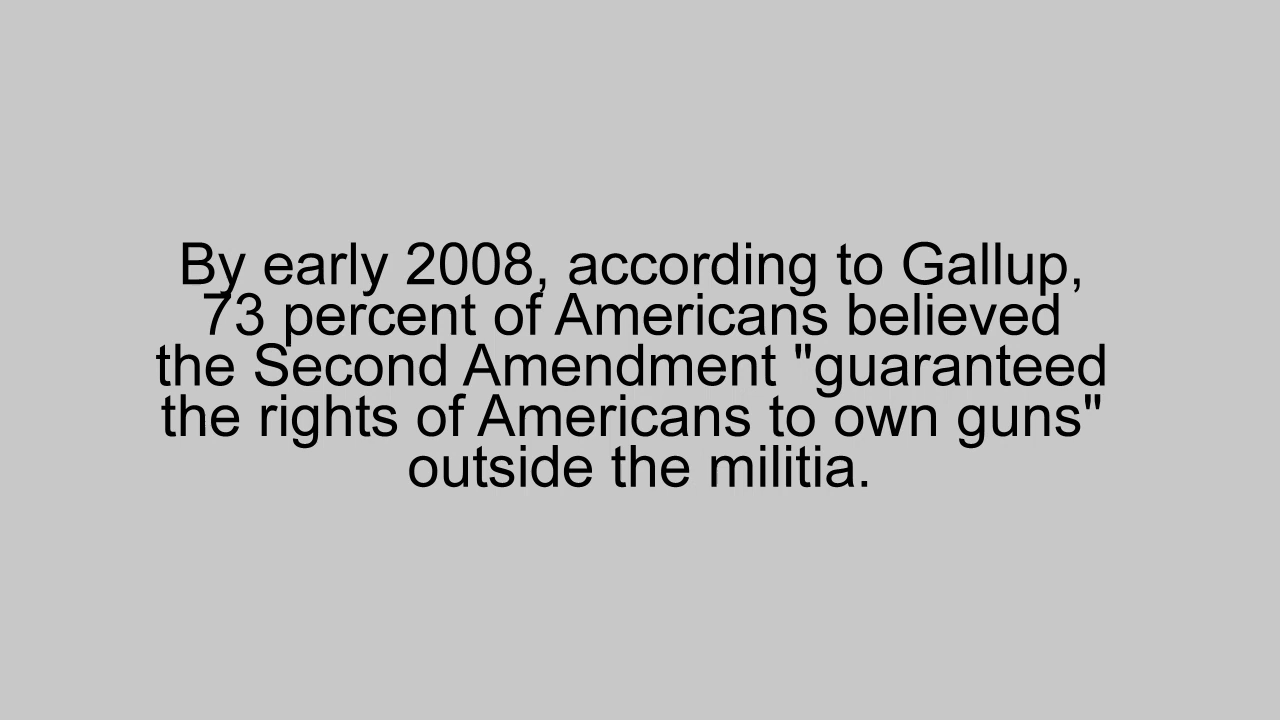 By early 2008, according to Gallup,
73 percent of Americans believed
the Second Amendment "guaranteed
the rights of Americans to own guns"
outside the militia.